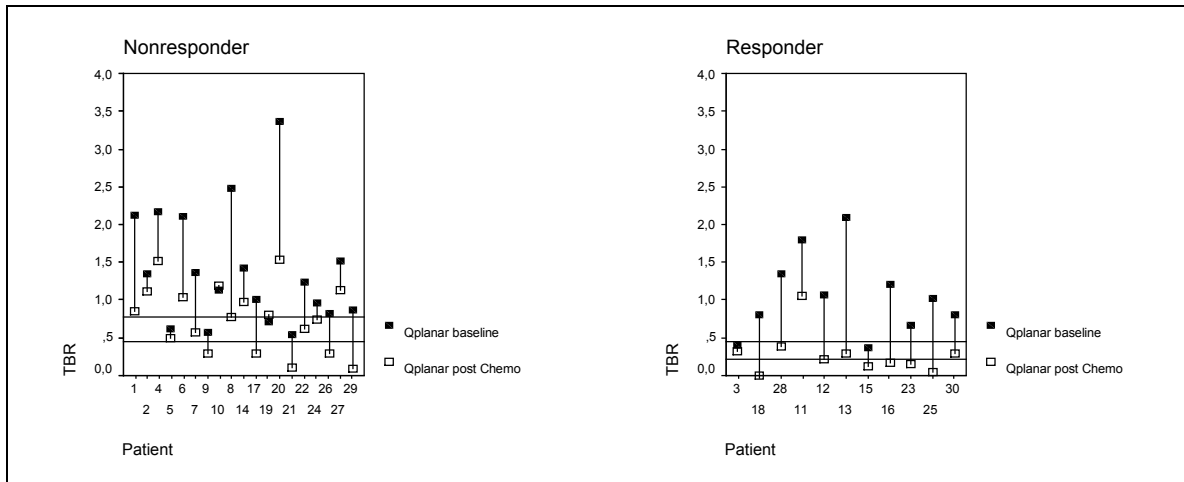 Nonresponder
4,0
3,5
3,0
2,5
2,0
1,5
1,0
,5
0,0
TBR
1 4 6 9 8 17 20 22 26 29
2 5 7 10 14 19 21 24 27
Patient
Qplanar baseline
Qplanar post Chemo
Responder
4,0
3,5
3,0
2,5
2,0
1,5
1,0
,5
0,0
TBR
3 28 12 15 23 30
18 11 13 16 25
Patient
Qplanar baseline
Qplanar post Chemo